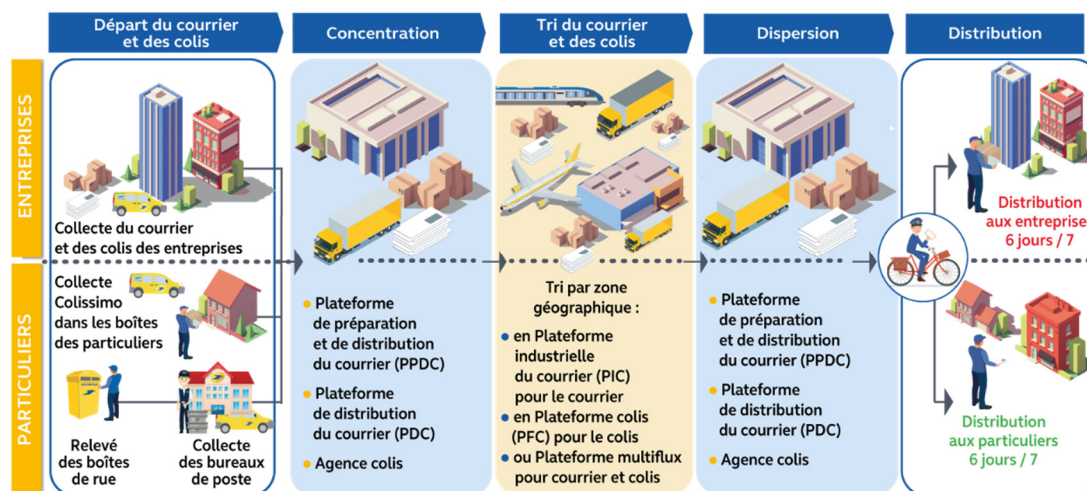 Départ du courrier
et des colis
Concentration
Tri du courrier
et des colis
Dispersion
Distribution
ENTREPRISES
Collecte du courrier
et des colis des entreprises
PARTICULIERS
Collecte
Colissimo
dans les boîtes
des particuliers
Relevé
des boîtes
de rue
Collecte
des bureaux
de poste
Plateforme
de préparation
et de distribution
du courrier (PPDC)
Plateforme
de distribution
du courrier (PDC)
Agence colis
Tri par zone
géographique :
en Plateforme
industrielle
du courrier (PIC)
pour le courrier
en Plateforme colis
(PFC) pour le colis
ou Plateforme multiflux
pour courrier et colis
Plateforme
de préparation
et de distribution
du courrier (PPDC)
Plateforme
de distribution
du courrier (PDC)
Agence colis
Distribution
aux entreprise
6 jours / 7
Distribution
aux particuliers
6 jours / 7